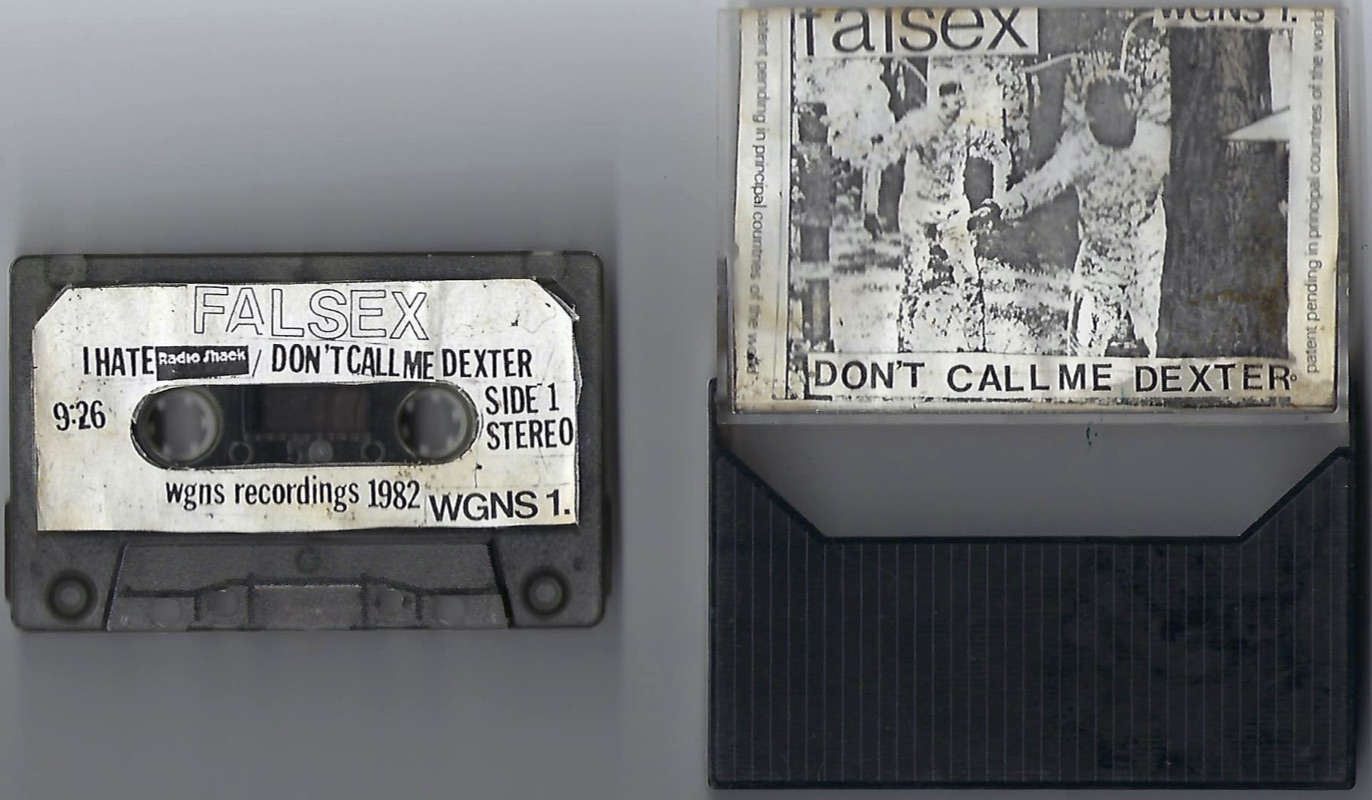 FALSEX
I HATE Radio Shack / DON'T CALL ME DEXTER
9:26
SIDE 1
STEREO
wgns recordings 1982 WGNS 1.
falsex
WGNS 1.
patent pending in principal countries of the world
patent pending in principal countries of the world
DON'T CALL ME DEXTER